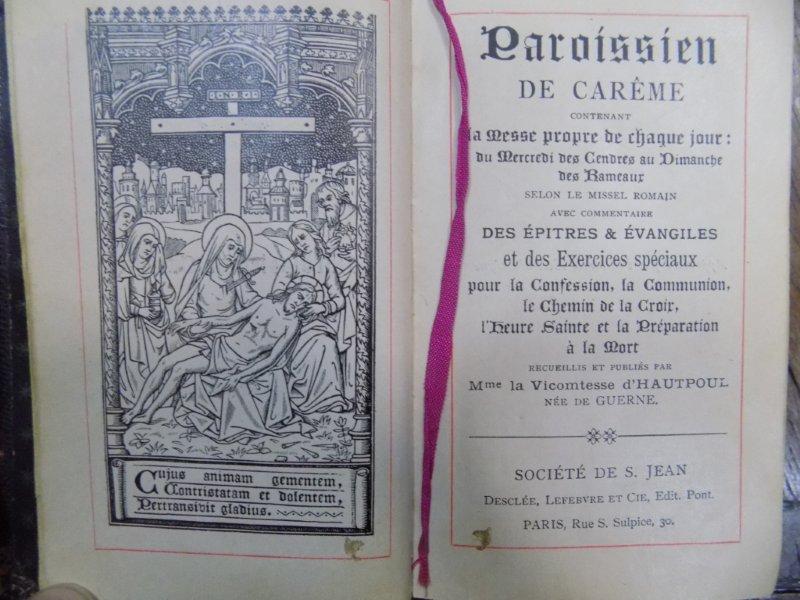 Cujus animam gementem,
Contristatam et dolentem,
Pertransivit gladius.
Paroissien
DE CARÊME
CONTENANT
la Messe propre de chaque jour :
du Mercredi des Cendres au Dimanche
des Rameaux
SELON LE MISSEL ROMAIN
AVEC COMMENTAIRE
DES ÉPITRES & ÉVANGILES
et des Exercices spéciaux
pour la Confession, la Communion,
le Chemin de la Croix,
l'Heure Sainte et la Préparation
à la Mort
RECUEILLIS ET PUBLIÉS PAR
Mme la Vicomtesse d'HAUTPOUL
NÉE DE GUERNE.
SOCIÉTÉ DE S. JEAN
DESCLÉE, LEFEBVRE ET CIE, Edit. Pont.
PARIS, Rue S. Sulpice, 30.